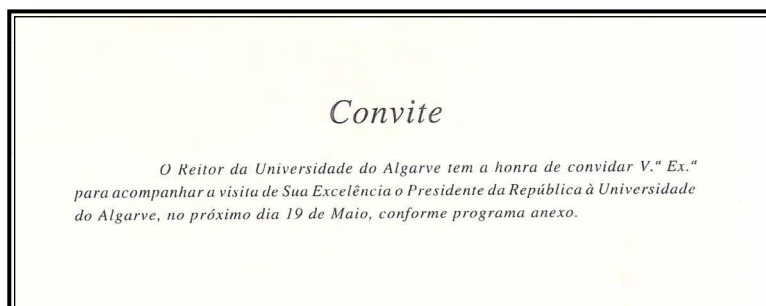 Convite
O Reitor da Universidade do Algarve tem a honra de convidar V.ª Ex.ª
para acompanhar a visita de Sua Excelência o Presidente da República à Universidade
do Algarve, no próximo dia 19 de Maio, conforme programa anexo.